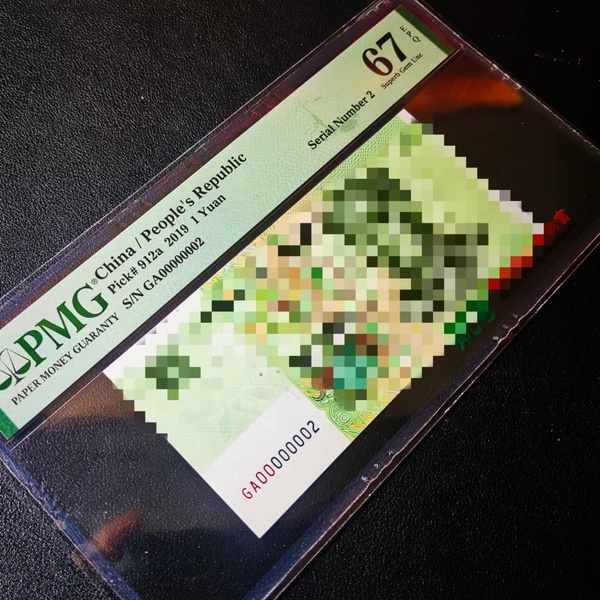 PMG®
PAPER MONEY GUARANTY
China / People's Republic
Pick# 912a 2019 1 Yuan
S/N GA00000002
Serial Number 2
67 EPQ
Superb Gem Unc
GA00000002